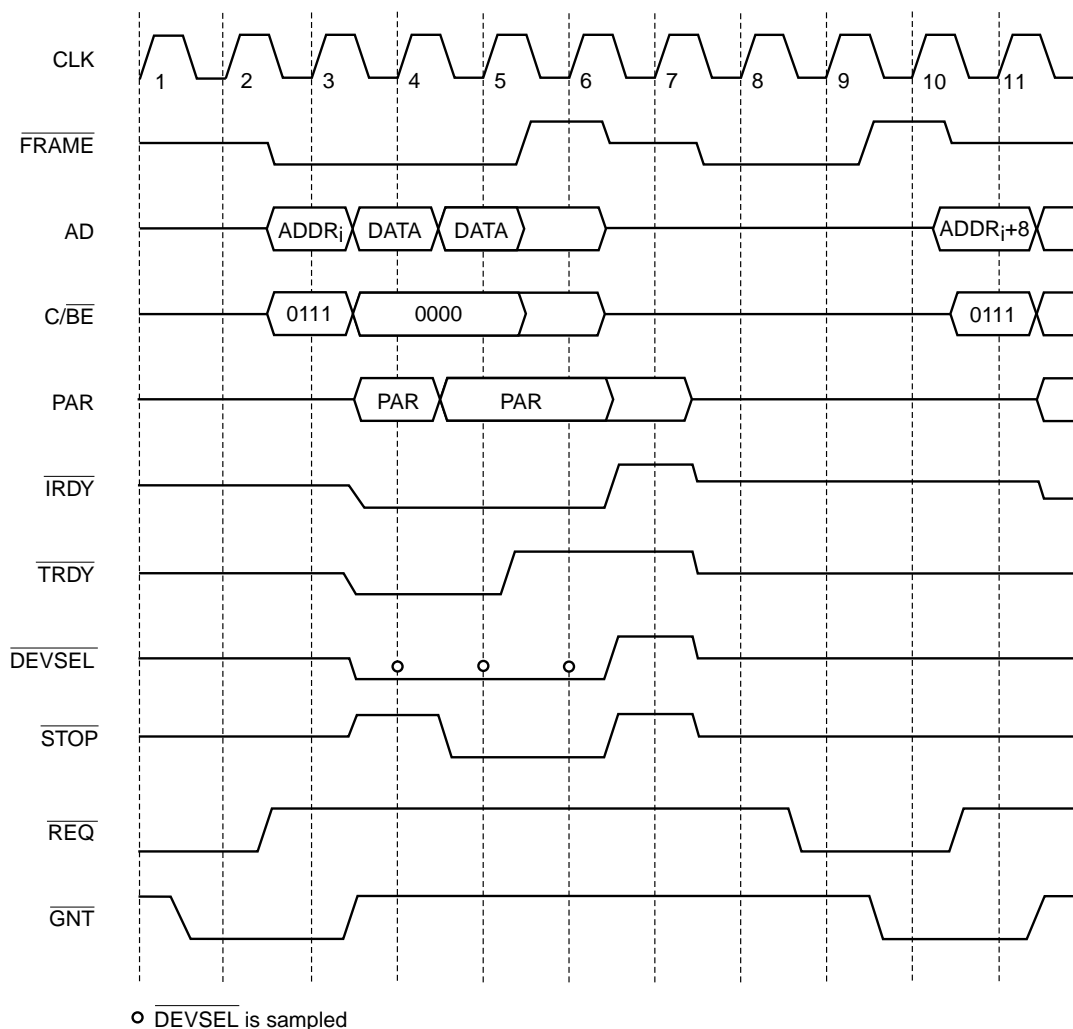 CLK
1 2 3 4 5 6 7 8 9 10 11
FRAME
AD
ADDRi DATA DATA ADDRi+8
C/BE
0111 0000 0111
PAR
PAR PAR
IRDY
TRDY
DEVSEL
STOP
REQ
GNT
DEVSEL is sampled